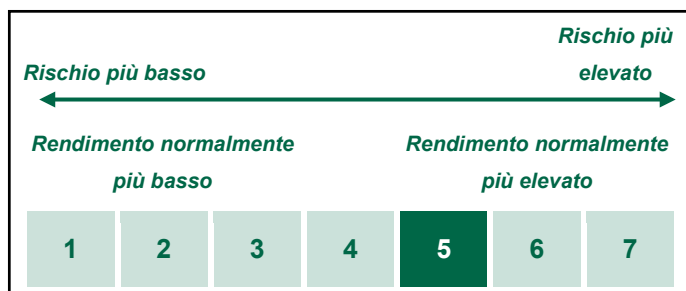 Rischio più
Rischio più basso
elevato
Rendimento normalmente
più basso
Rendimento normalmente
più elevato
1 2 3 4 5 6 7